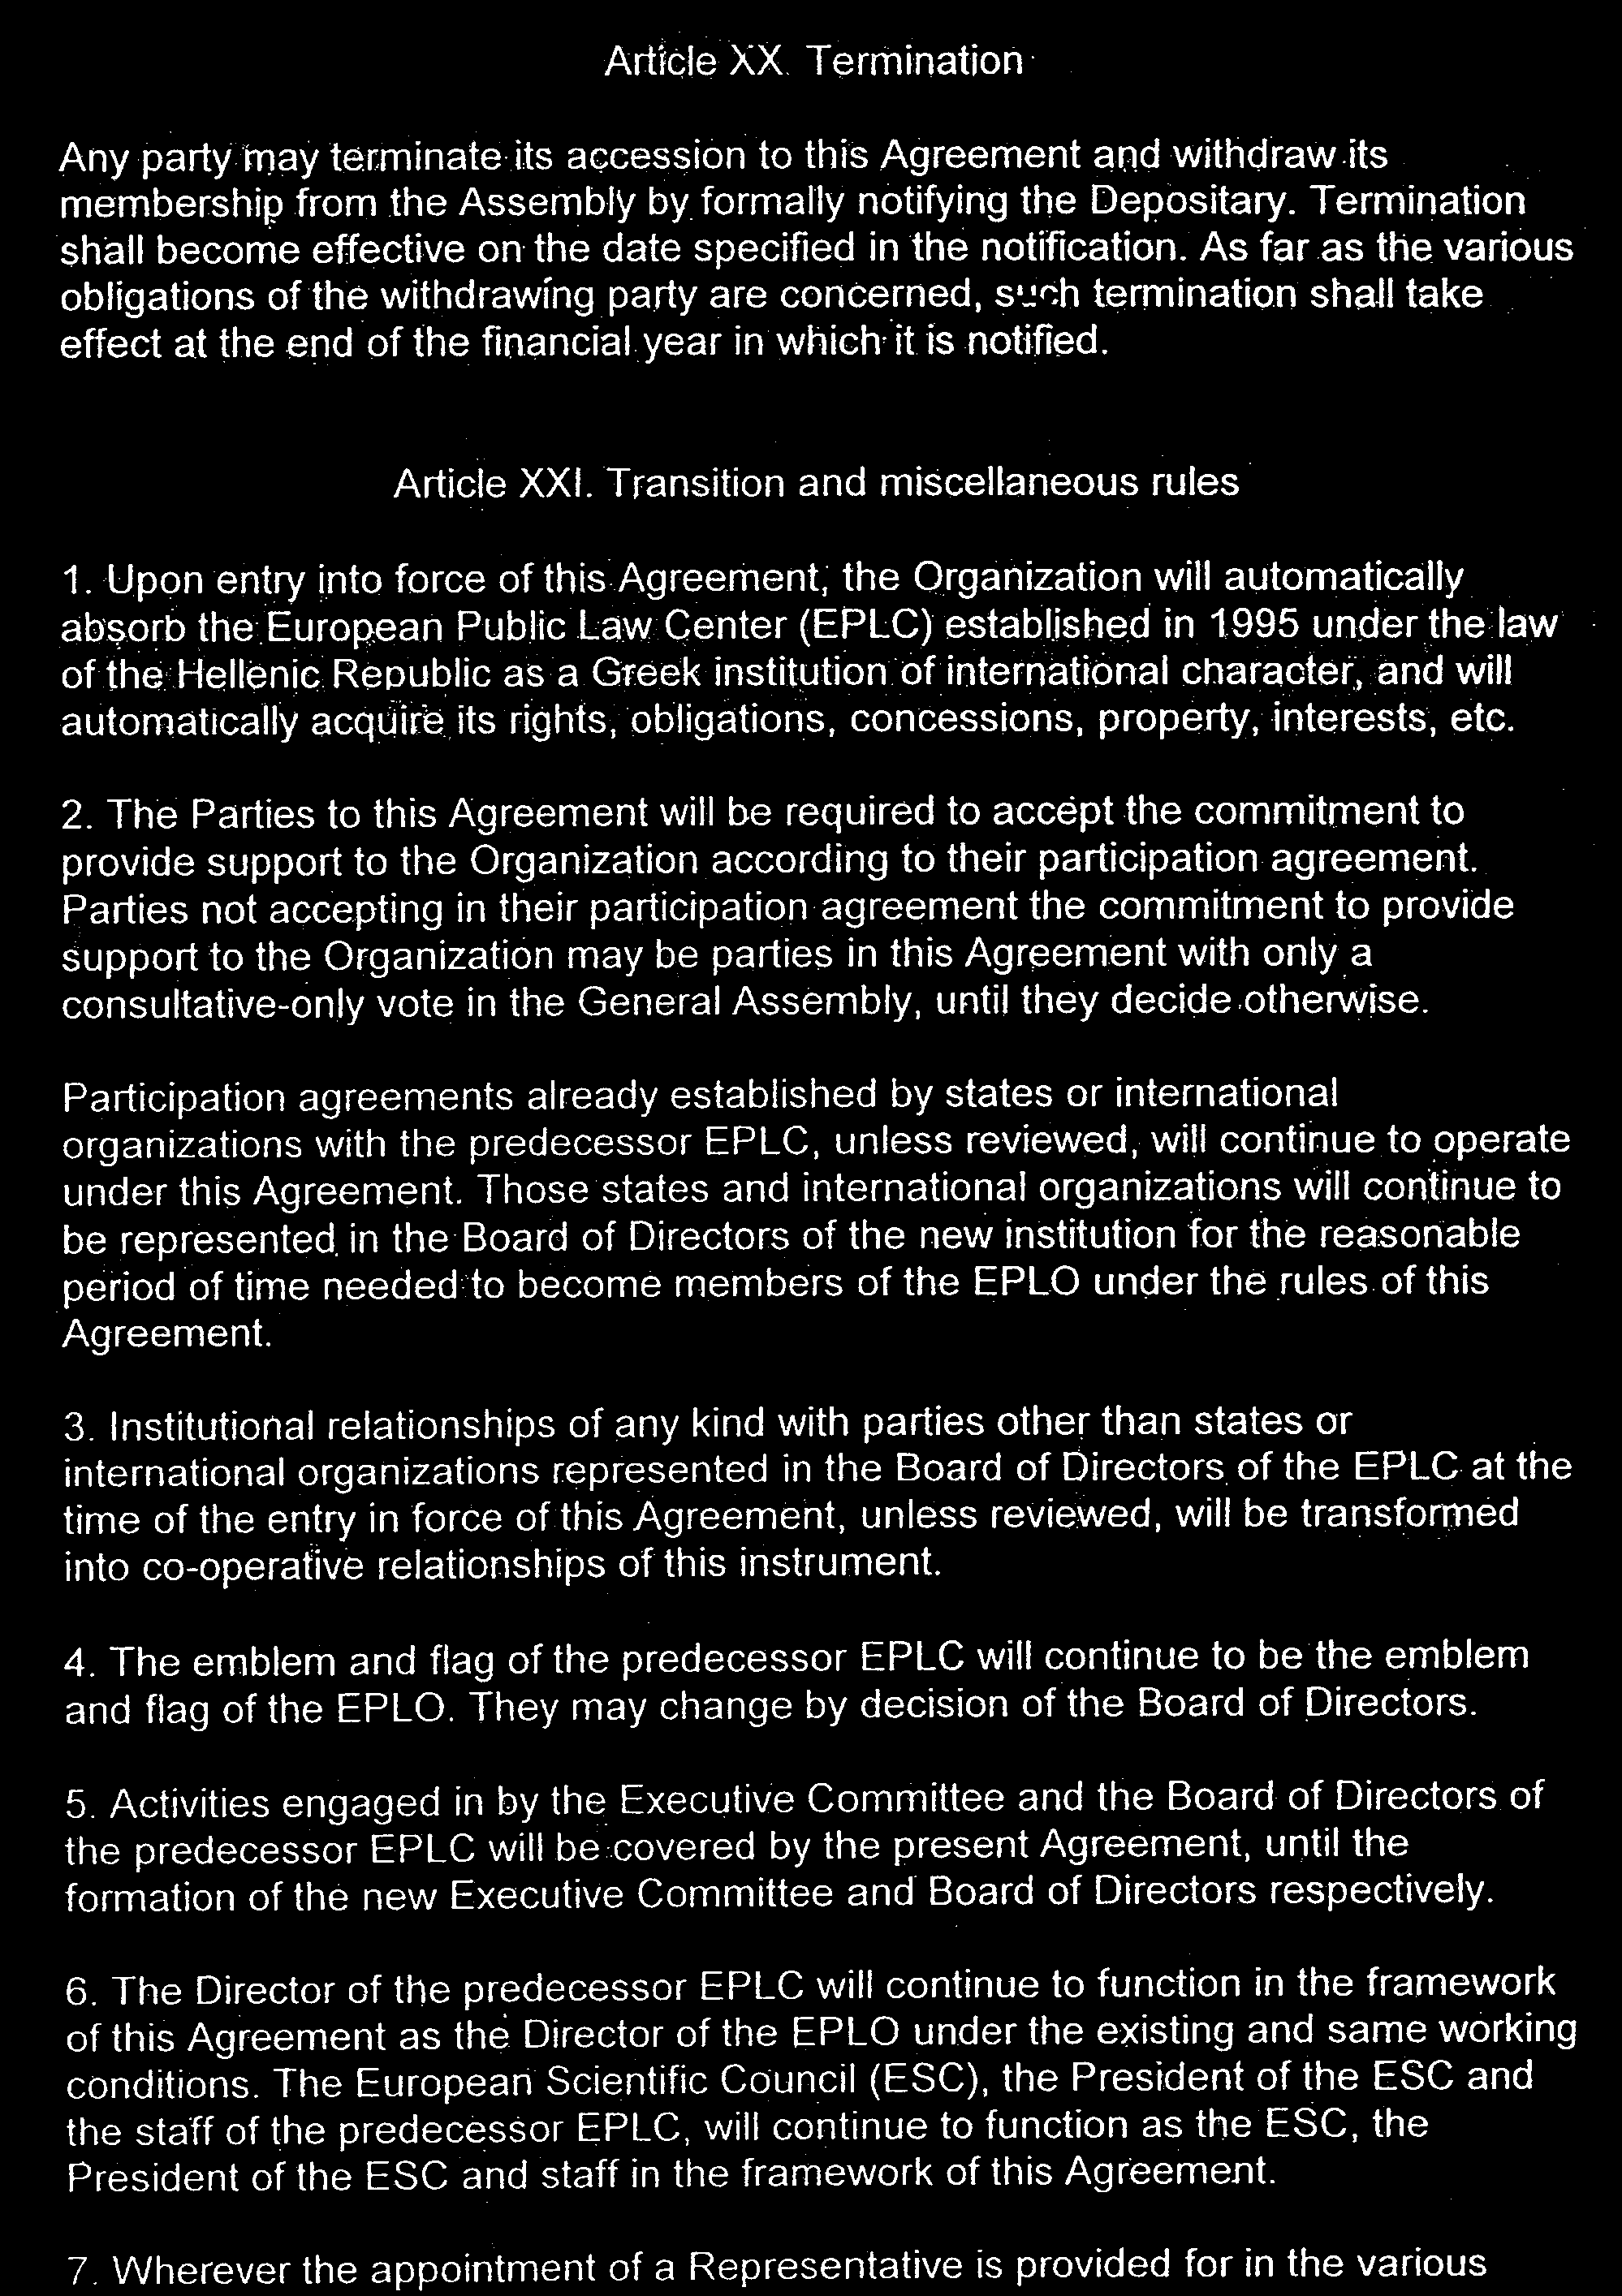 Article XX. Termination
Any party may terminate its accession to this Agreement and withdraw its
membership from the Assembly by formally notifying the Depositary. Termination
shall become effective on the date specified in the notification. As far as the various
obligations of the withdrawing party are concerned, such termination shall take
effect at the end of the financial year in which it is notified.
Article XXI. Transition and miscellaneous rules
1. Upon entry into force of this Agreement, the Organization will automatically
absorb the European Public Law Center (EPLC) established in 1995 under the law
of the Hellenic Republic as a Greek institution of international character, and will
automatically acquire its rights, obligations, concessions, property, interests, etc.
2. The Parties to this Agreement will be required to accept the commitment to
provide support to the Organization according to their participation agreement.
Parties not accepting in their participation agreement the commitment to provide
support to the Organization may be parties in this Agreement with only a
consultative-only vote in the General Assembly, until they decide otherwise.
Participation agreements already established by states or international
organizations with the predecessor EPLC, unless reviewed, will continue to operate
under this Agreement. Those states and international organizations will continue to
be represented in the Board of Directors of the new institution for the reasonable
period of time needed to become members of the EPLO under the rules of this
Agreement.
3. Institutional relationships of any kind with parties other than states or
international organizations represented in the Board of Directors of the EPLC at the
time of the entry in force of this Agreement, unless reviewed, will be transformed
into co-operative relationships of this instrument.
4. The emblem and flag of the predecessor EPLC will continue to be the emblem
and flag of the EPLO. They may change by decision of the Board of Directors.
5. Activities engaged in by the Executive Committee and the Board of Directors of
the predecessor EPLC will be covered by the present Agreement, until the
formation of the new Executive Committee and Board of Directors respectively.
6. The Director of the predecessor EPLC will continue to function in the framework
of this Agreement as the Director of the EPLO under the existing and same working
conditions. The European Scientific Council (ESC), the President of the ESC and
the staff of the predecessor EPLC, will continue to function as the ESC, the
President of the ESC and staff in the framework of this Agreement.
7. Wherever the appointment of a Representative is provided for in the various